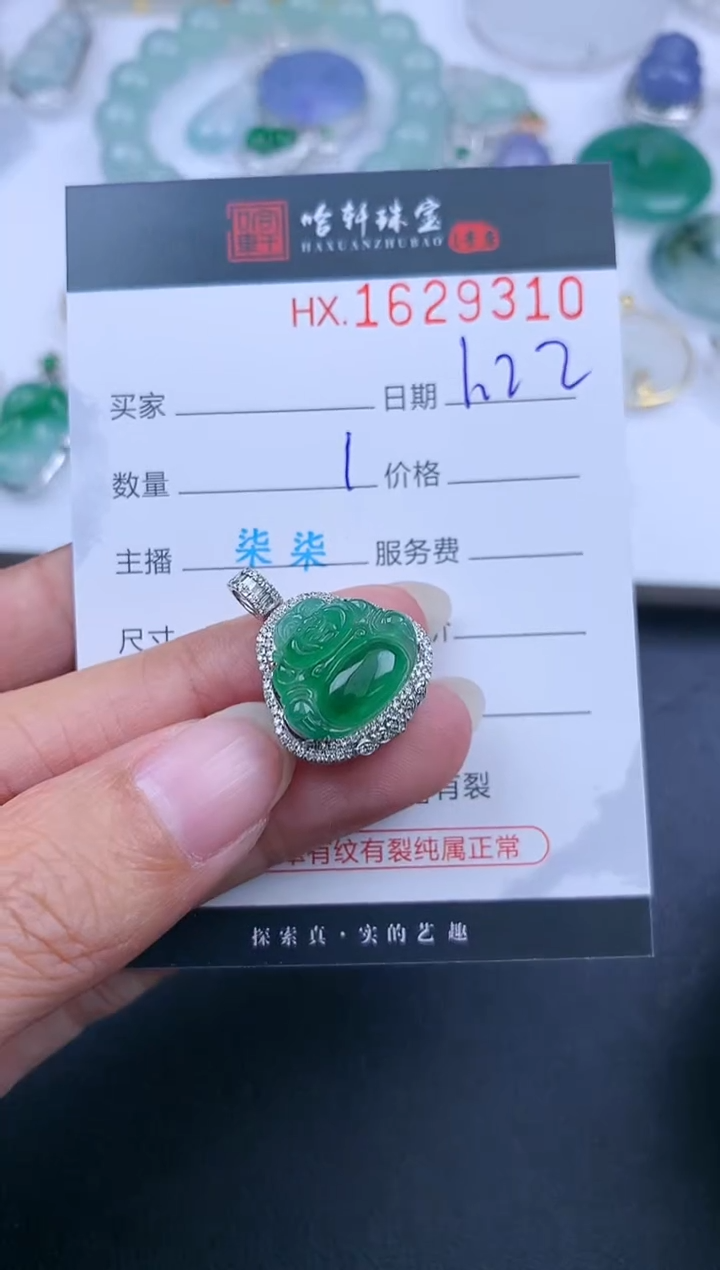 哈轩珠宝
HAXUANZHUBAO
HX.1629310
买家 日期
数量 1 价格
主播 柒柒 服务费
尺寸
有裂
有纹有裂纯属正常
探索真·实的艺趣